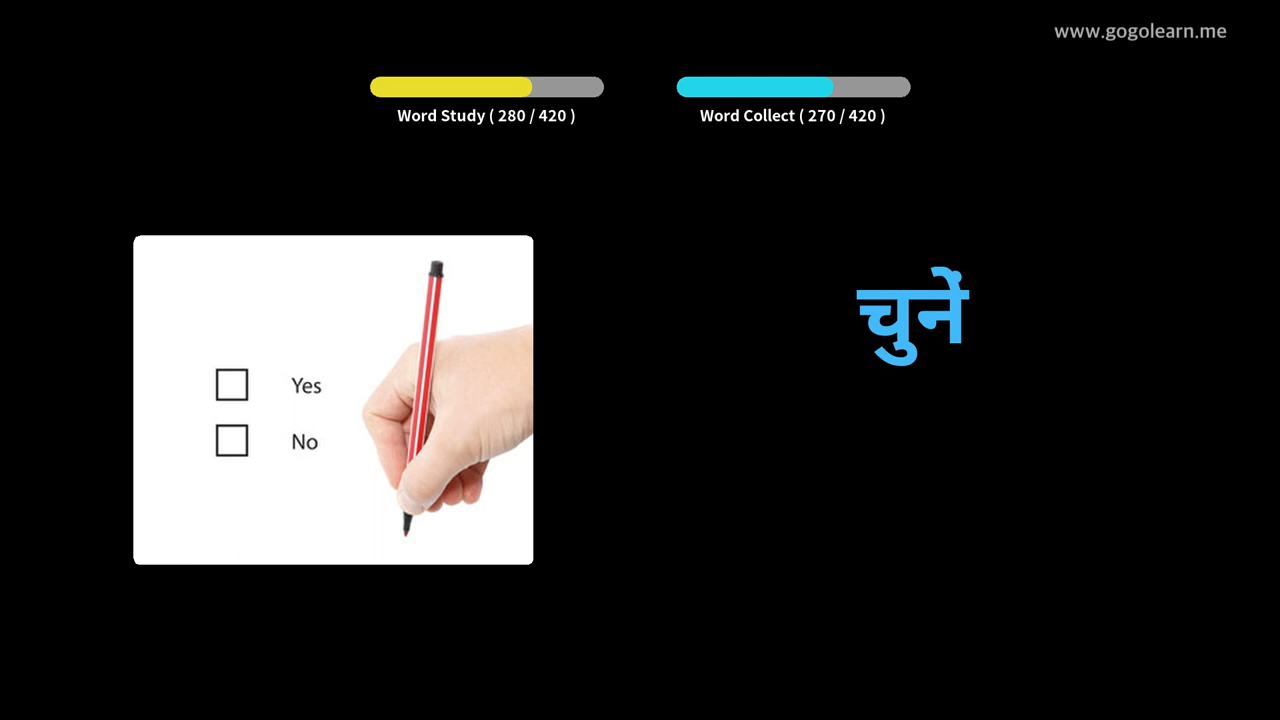 www.gogolearn.me
Word Study ( 280 / 420 )
Word Collect ( 270 / 420 )
चुनें
Yes
No